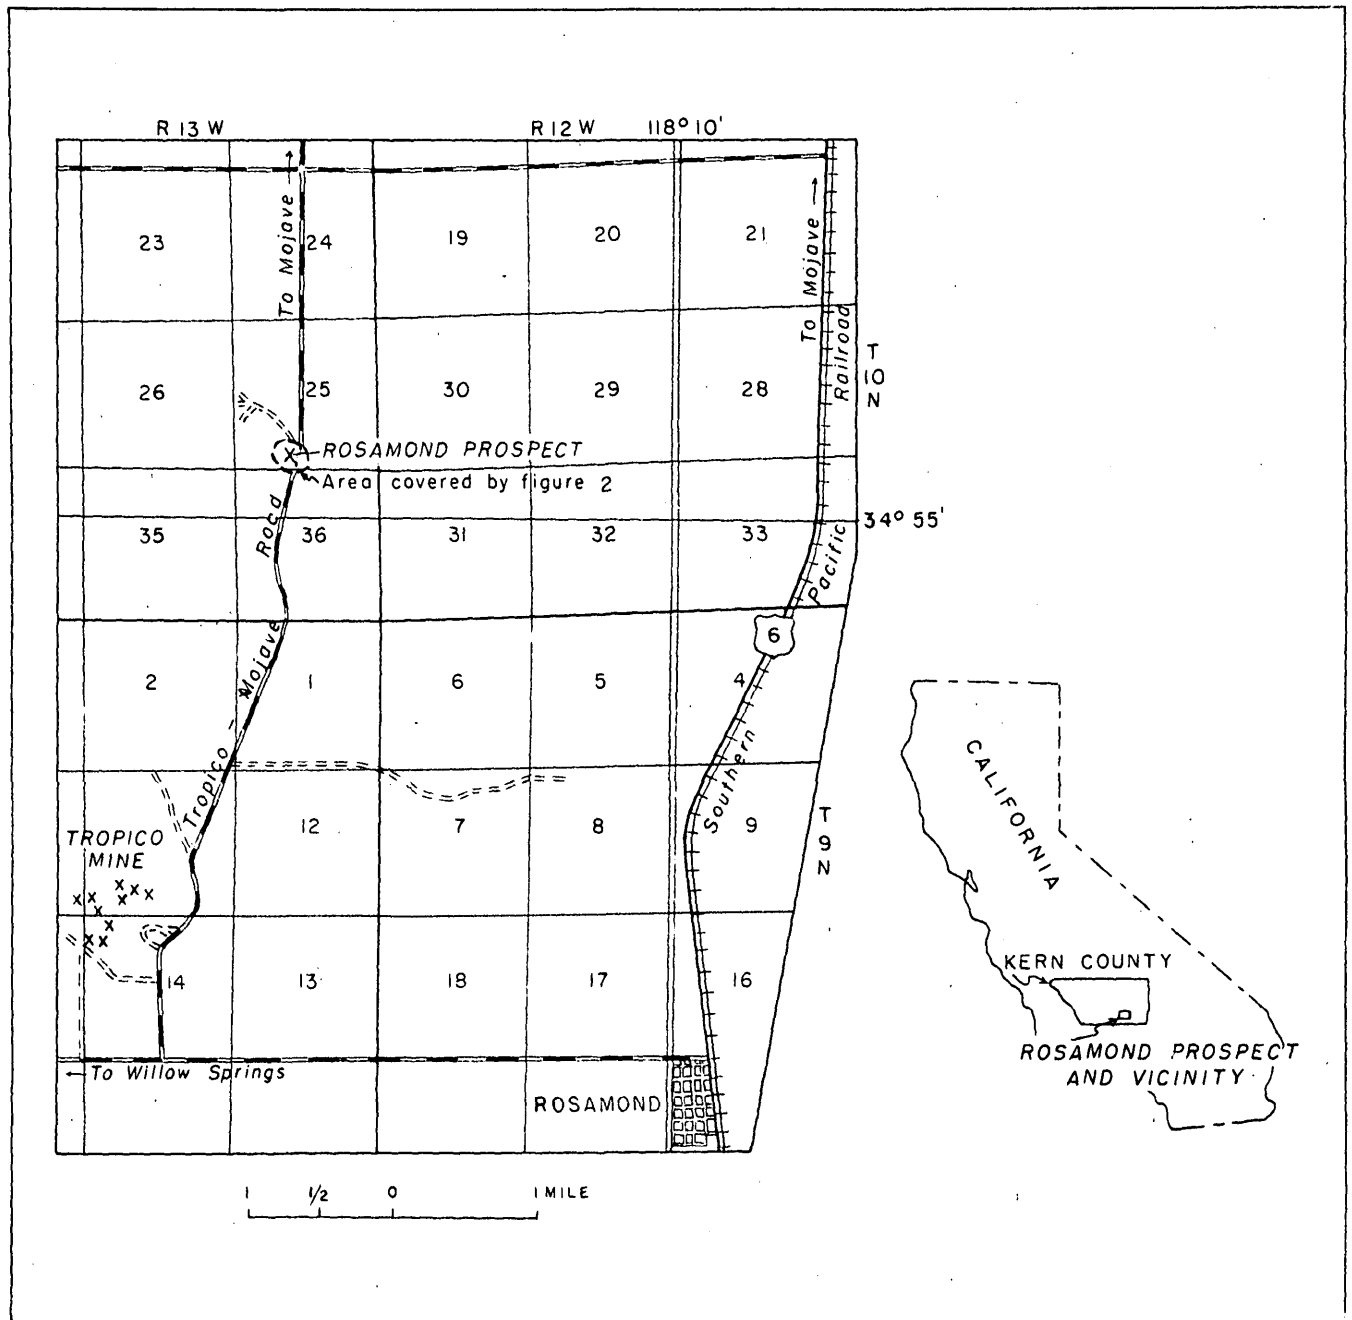 R 13 W R 12 W 118° 10'
23 24 19 20 21
To Mojave
To Mojave
Railroad
T
10
N
26 25 30 29 28
ROSAMOND PROSPECT
Area covered by figure 2
34° 55'
35 36 31 32 33
Road
Pacific
6
Mojave
2 1 6 5 4
Tropico -
Southern
12 7 8 9
T
9
N
TROPICO
MINE
14 13 18 17 16
To Willow Springs
ROSAMOND
1 1/2 0 1 MILE
CALIFORNIA
KERN COUNTY
ROSAMOND PROSPECT
AND VICINITY